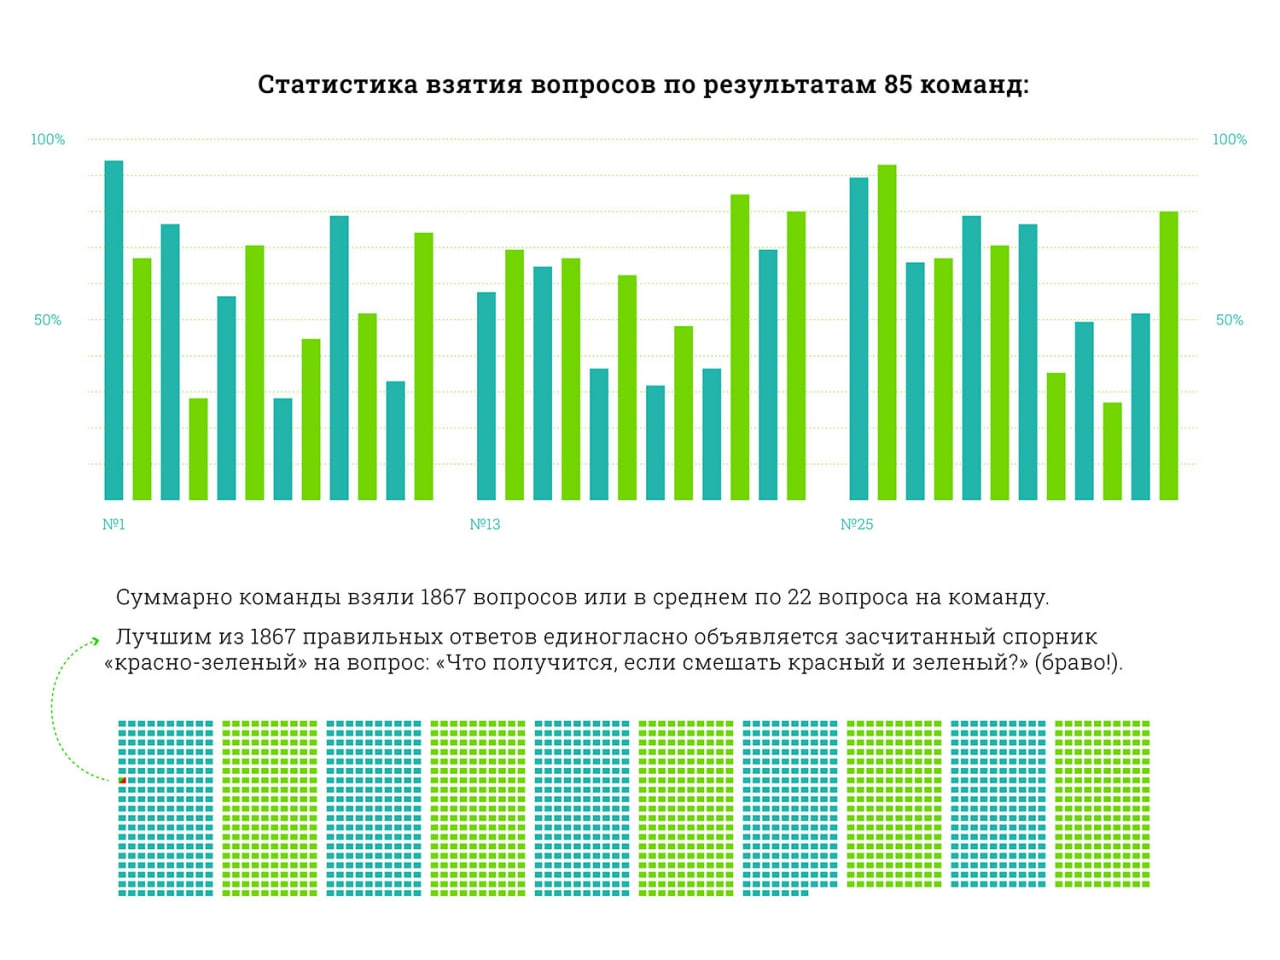 Статистика взятия вопросов по результатам 85 команд:
100% 100%
50% 50%
№1 №13 №25
Суммарно команды взяли 1867 вопросов или в среднем по 22 вопроса на команду.
Лучшим из 1867 правильных ответов единогласно объявляется засчитанный спорник
«красно-зеленый» на вопрос: «Что получится, если смешать красный и зеленый?» (браво!).